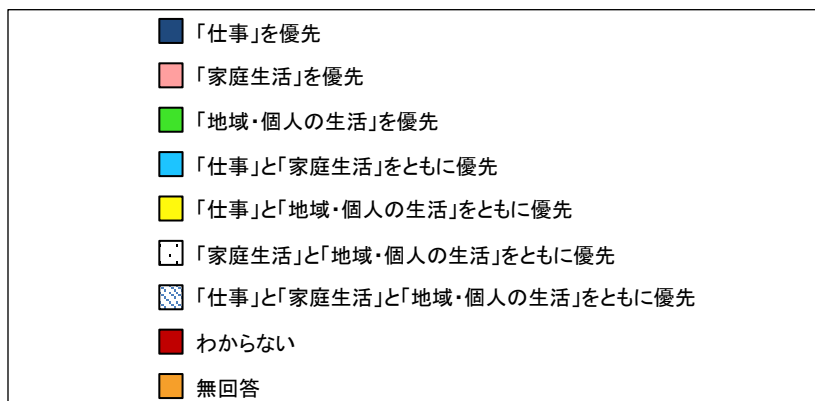 「仕事」を優先
「家庭生活」を優先
「地域・個人の生活」を優先
「仕事」と「家庭生活」をともに優先
「仕事」と「地域・個人の生活」をともに優先
「家庭生活」と「地域・個人の生活」をともに優先
「仕事」と「家庭生活」と「地域・個人の生活」をともに優先
わからない
無回答